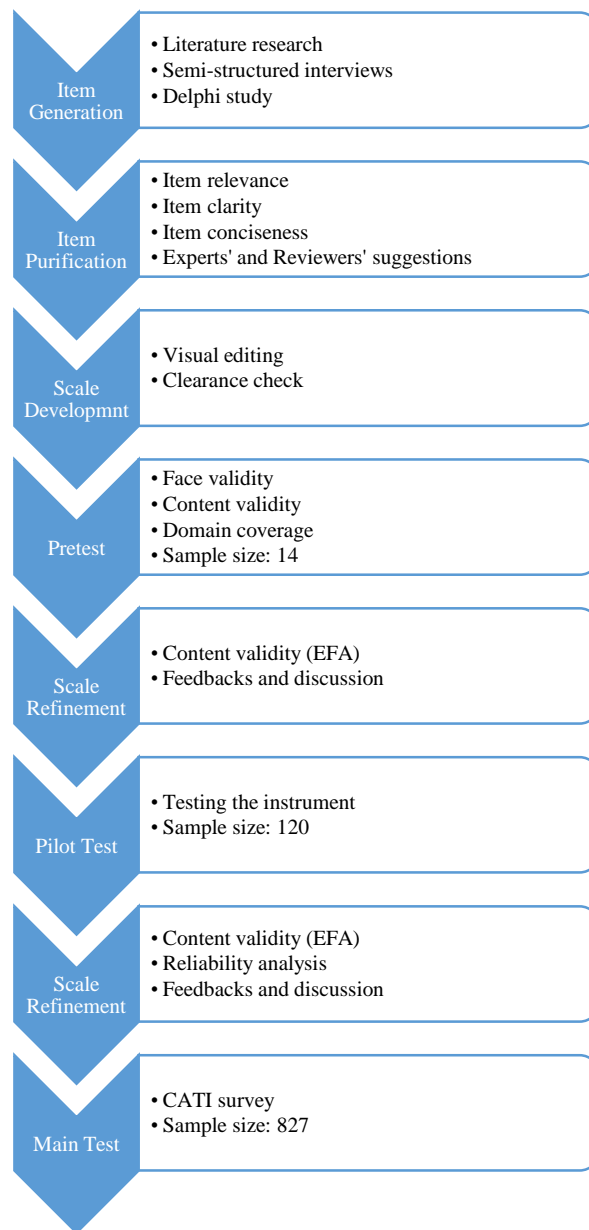 Item
Generation
• Literature research
• Semi-structured interviews
• Delphi study
Item
Purification
• Item relevance
• Item clarity
• Item conciseness
• Experts' and Reviewers' suggestions
Scale
Developmnt
• Visual editing
• Clearance check
Pretest
• Face validity
• Content validity
• Domain coverage
• Sample size: 14
Scale
Refinement
• Content validity (EFA)
• Feedbacks and discussion
Pilot Test
• Testing the instrument
• Sample size: 120
Scale
Refinement
• Content validity (EFA)
• Reliability analysis
• Feedbacks and discussion
Main Test
• CATI survey
• Sample size: 827